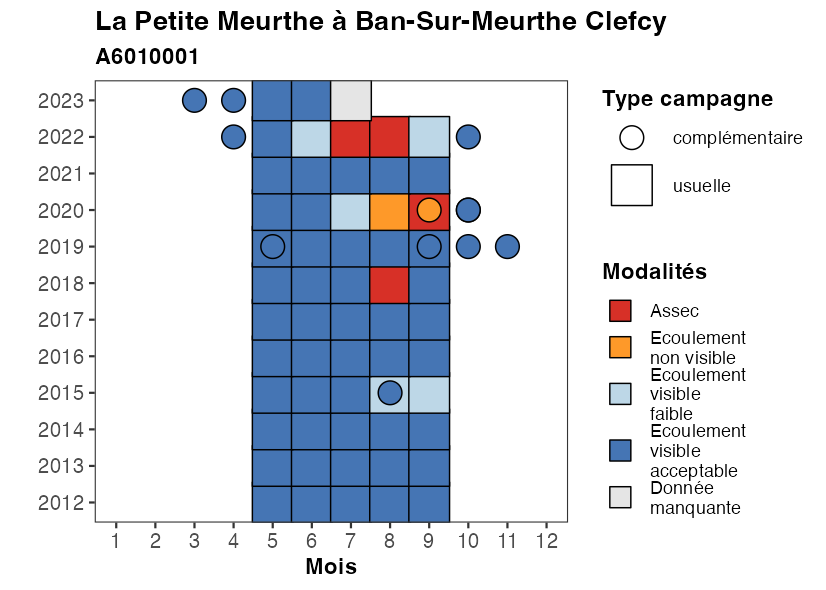 La Petite Meurthe à Ban-Sur-Meurthe Clefcy
A6010001
2023
2022
2021
2020
2019
2018
2017
2016
2015
2014
2013
2012
1 2 3 4 5 6 7 8 9 10 11 12
Mois
Type campagne
complémentaire
usuelle
Modalités
Assec
Ecoulement
non visible
Ecoulement
visible
faible
Ecoulement
visible
acceptable
Donnée
manquante